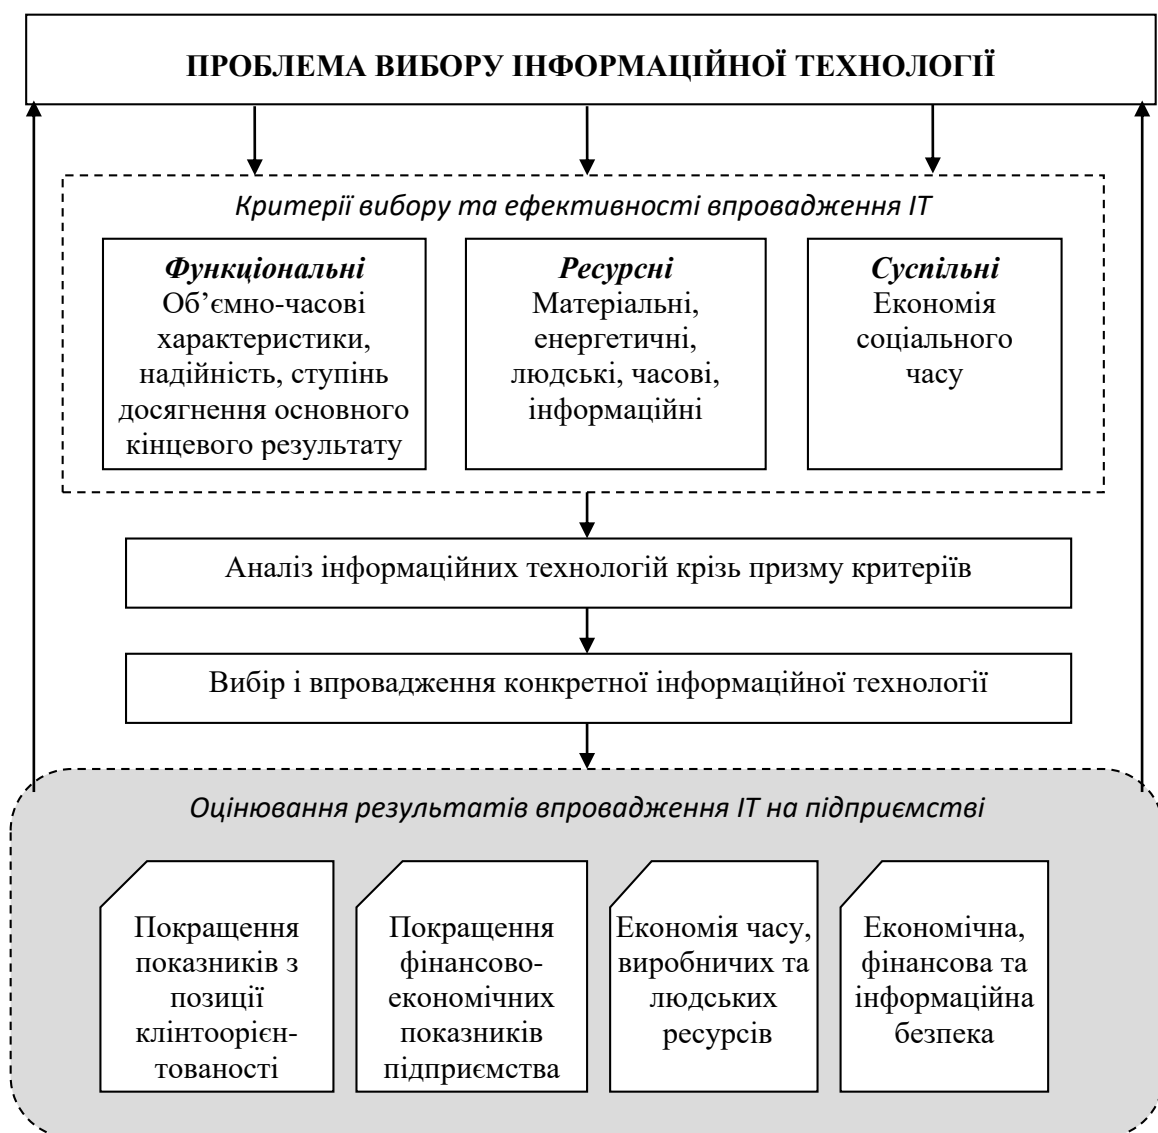 ПРОБЛЕМА ВИБОРУ ІНФОРМАЦІЙНОЇ ТЕХНОЛОГІЇ
Критерії вибору та ефективності впровадження ІТ
Функціональні
Об’ємно-часові
характеристики,
надійність, ступінь
досягнення основного
кінцевого результату
Ресурсні
Матеріальні,
енергетичні,
людські, часові,
інформаційні
Суспільні
Економія
соціального
часу
Аналіз інформаційних технологій крізь призму критеріїв
Вибір і впровадження конкретної інформаційної технології
Оцінювання результатів впровадження ІТ на підприємстві
Покращення
показників з
позиції
клінтоорієн-
тованості
Покращення
фінансово-
економічних
показників
підприємства
Економія часу,
виробничих та
людських
ресурсів
Економічна,
фінансова та
інформаційна
безпека